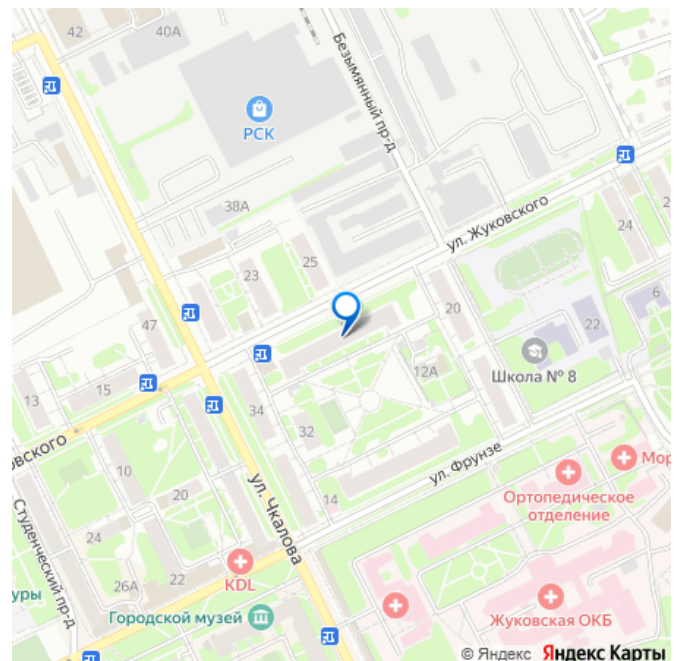 42
40А
Безымянный пр-д
РСК
38А
ул. Жуковского
24
2
25
23
6
20
47
22
Школа № 8
12А
15
13
34
32
овского
10
ул. Фрунзе
Мор
Ортопедическое
отделение
20
14
ул. Чкалова
24
Студенческий пр-д
22
26А
KDL
уры
Городской музей
Жуковская ОКБ
© Яндекс Яндекс Карты